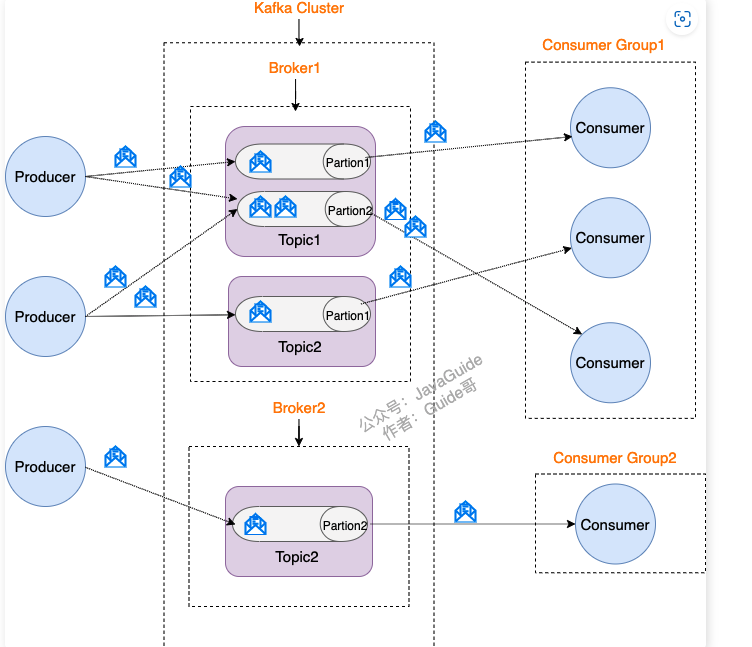 Kafka Cluster
Consumer Group1
Broker1
Consumer
Partion1
Producer
Partion2
Topic1
Consumer
Producer
Partion1
Topic2
Consumer
公众号：JavaGuide
作者：Guide哥
Broker2
Consumer Group2
Producer
Partion2
Consumer
Topic2